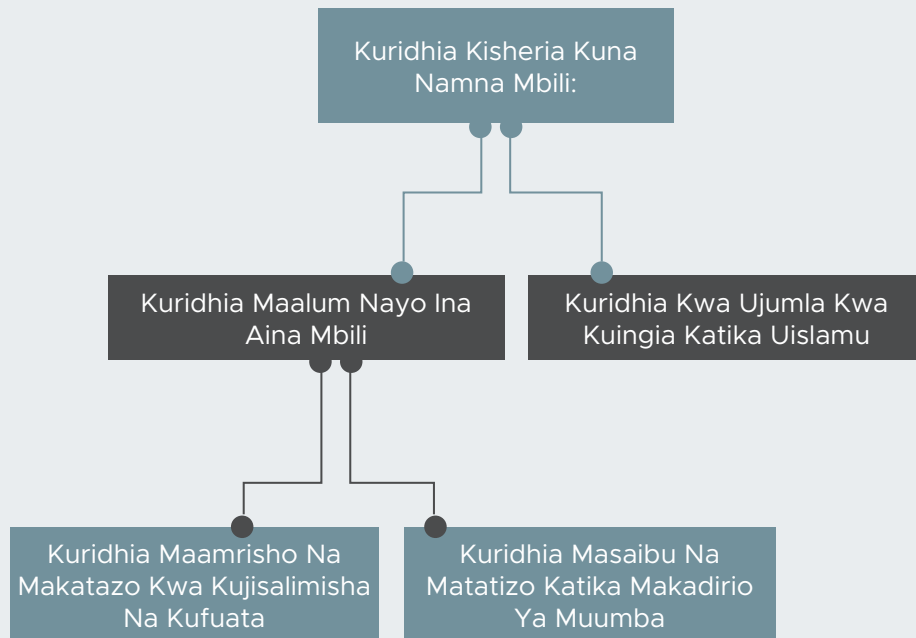 Kuridhia Kisheria Kuna
Namna Mbili:
Kuridhia Maalum Nayo Ina
Aina Mbili
Kuridhia Kwa Ujumla Kwa
Kuingia Katika Uislamu
Kuridhia Maamrisho Na
Makatazo Kwa Kujisalimisha
Na Kufuata
Kuridhia Masaibu Na
Matatizo Katika Makadirio
Ya Muumba